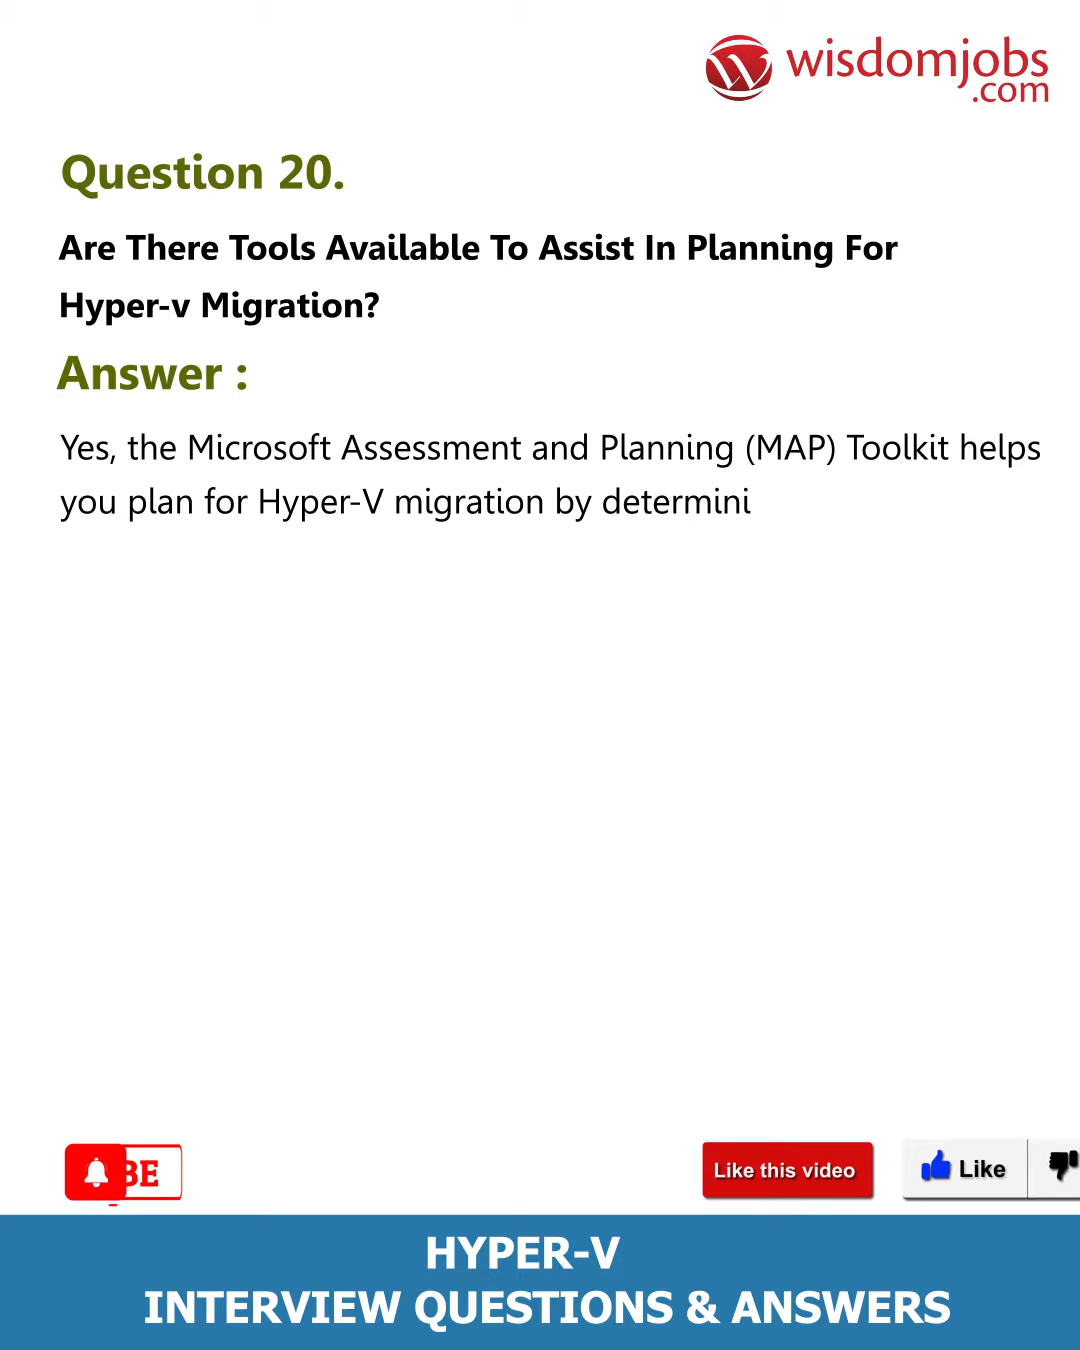 wisdomjobs
.com
Question 20.
Are There Tools Available To Assist In Planning For
Hyper-v Migration?
Answer :
Yes, the Microsoft Assessment and Planning (MAP) Toolkit helps
you plan for Hyper-V migration by determini
BE
Like this video
Like
HYPER-V
INTERVIEW QUESTIONS & ANSWERS